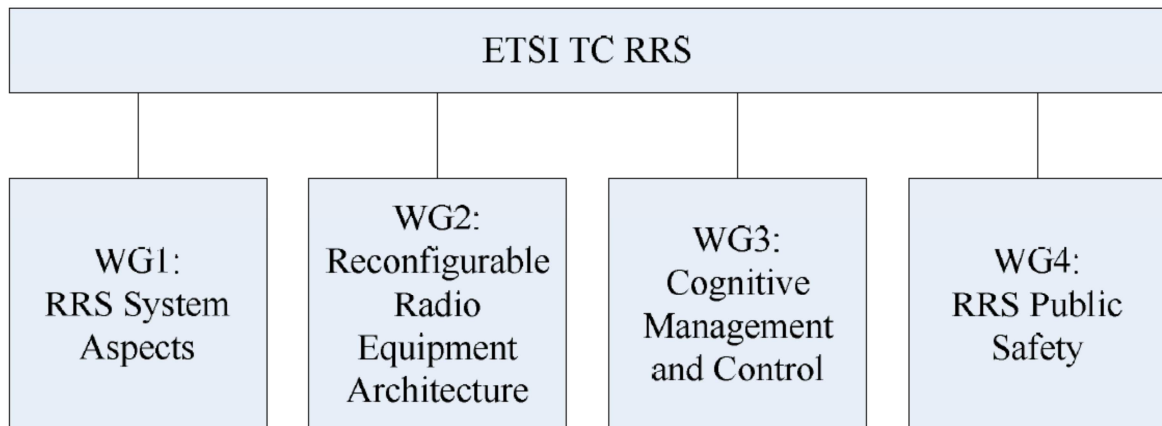 ETSI TC RRS
WG1:
RRS System
Aspects
WG2:
Reconfigurable
Radio
Equipment
Architecture
WG3:
Cognitive
Management
and Control
WG4:
RRS Public
Safety